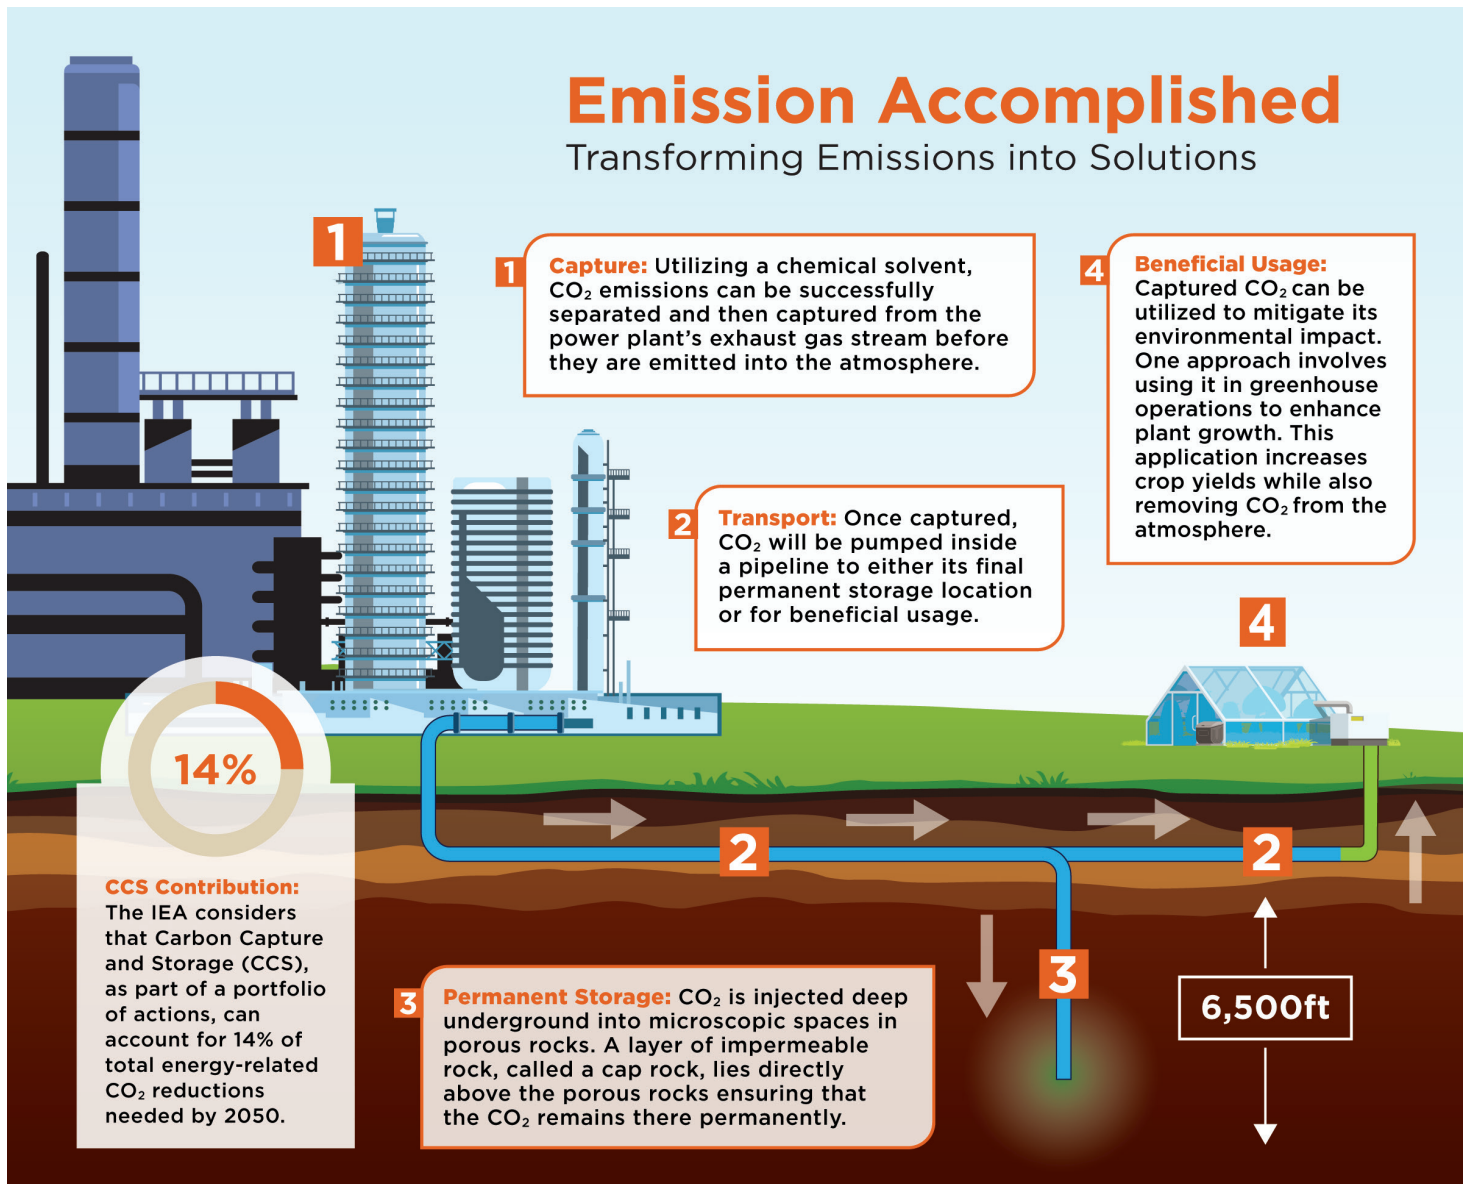 Emission Accomplished
Transforming Emissions into Solutions
1
1
Capture: Utilizing a chemical solvent,
CO₂ emissions can be successfully
separated and then captured from the
power plant's exhaust gas stream before
they are emitted into the atmosphere.
4
Beneficial Usage:
Captured CO₂ can be
utilized to mitigate its
environmental impact.
One approach involves
using it in greenhouse
operations to enhance
plant growth. This
application increases
crop yields while also
removing CO₂ from the
atmosphere.
2
Transport: Once captured,
CO₂ will be pumped inside
a pipeline to either its final
permanent storage location
or for beneficial usage.
4
14%
CCS Contribution:
The IEA considers
that Carbon Capture
and Storage (CCS),
as part of a portfolio
of actions, can
account for 14% of
total energy-related
CO₂ reductions
needed by 2050.
2
2
3
3
Permanent Storage: CO₂ is injected deep
underground into microscopic spaces in
porous rocks. A layer of impermeable
rock, called a cap rock, lies directly
above the porous rocks ensuring that
the CO₂ remains there permanently.
6,500ft